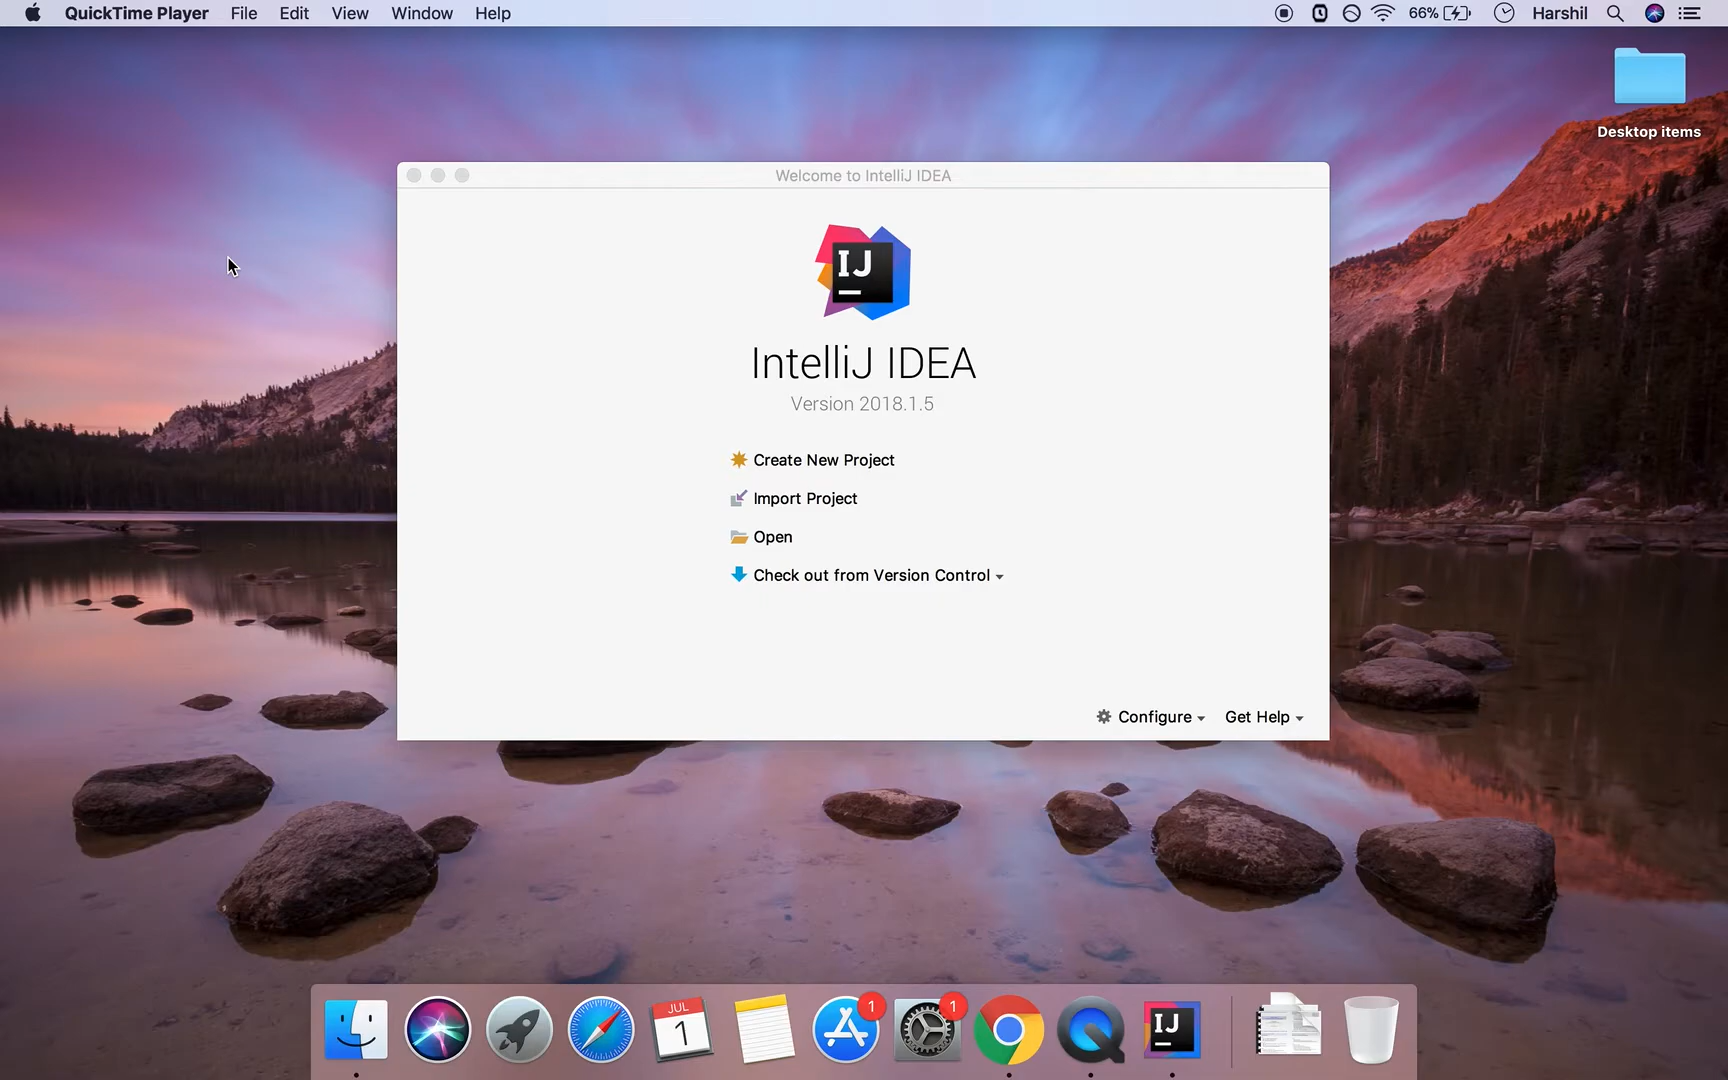 QuickTime Player File Edit View Window Help 66% Harshil
Desktop items
Welcome to IntelliJ IDEA
IJ
IntelliJ IDEA
Version 2018.1.5
Create New Project
Import Project
Open
Check out from Version Control
Configure Get Help
JUL
1
1
1
IJ